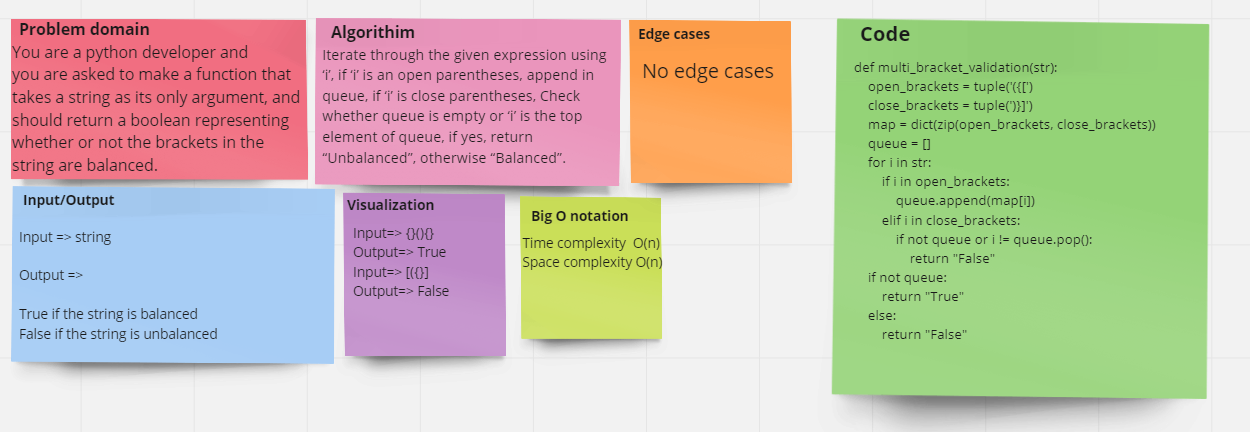 Problem domain
You are a python developer and
you are asked to make a function that
takes a string as its only argument, and
should return a boolean representing
whether or not the brackets in the
string are balanced.
Algorithim
Iterate through the given expression using
‘i’, if ‘i’ is an open parentheses, append in
queue, if ‘i’ is close parentheses, Check
whether queue is empty or ‘i’ is the top
element of queue, if yes, return
“Unbalanced”, otherwise “Balanced”.
Edge cases
No edge cases
Input/Output
Input => string
Output =>
True if the string is balanced
False if the string is unbalanced
Visualization
Input=> {}(){}
Output=> True
Input=> [({}]
Output=> False
Big O notation
Time complexity  O(n)
Space complexity O(n)
Code
def multi_bracket_validation(str):
open_brackets = tuple('({[')
close_brackets = tuple(')}]')
map = dict(zip(open_brackets, close_brackets))
queue = []
for i in str:
if i in open_brackets:
queue.append(map[i])
elif i in close_brackets:
if not queue or i != queue.pop():
return "False"
if not queue:
return "True"
else:
return "False"